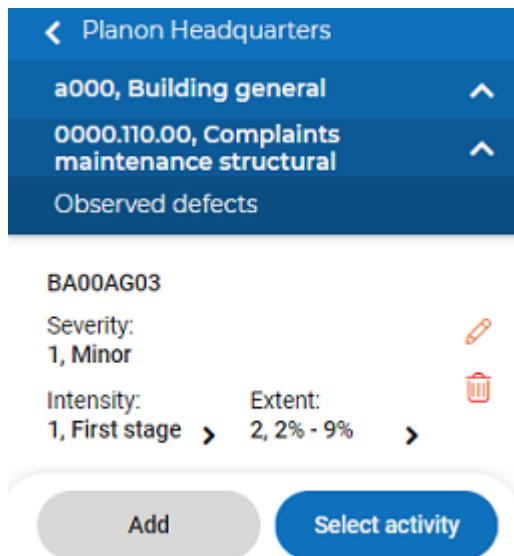 Planon Headquarters
a000, Building general
0000.110.00, Complaints
maintenance structural
Observed defects
BA00AG03
Severity:
1, Minor
Intensity: Extent:
1, First stage 2, 2% - 9%
Add Select activity